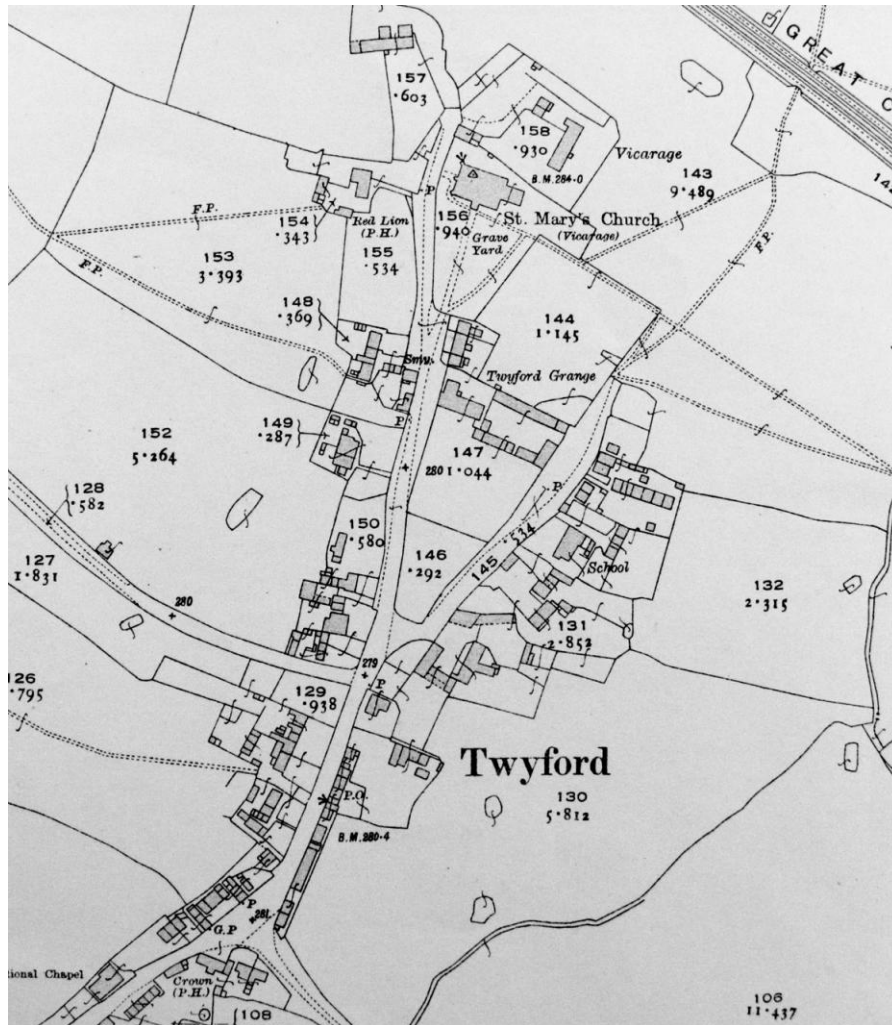 GREAT C
157
.603
158
.930
B.M.284.0
Vicarage
143
9.489
142
P
F.P.
154
.343
Red Lion
(P.H.)
156
.940
St. Mary's Church
(Vicarage)
Grave
Yard
F.P.
153
3.393
155
.534
F.P.
148
.369
144
1.145
Smy.
Twyford Grange
149
.287
P
152
5.264
280
147
1.044
128
.582
P
150
.580
145 .534
127
1.831
146
.292
School
132
2.315
280
131
2.852
279
126
.795
129
.938
P
Twyford
P.O.
130
5.812
B.M.280.4
P
281
G.P
tional Chapel
Crown
(P.H.)
108
106
11.437